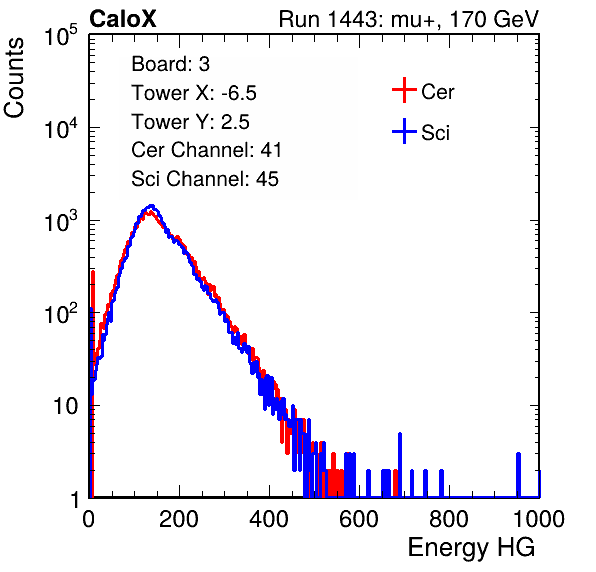 CaloX Run 1443: mu+, 170 GeV
Board: 3
Tower X: -6.5
Tower Y: 2.5
Cer Channel: 41
Sci Channel: 45
Cer
Sci
Counts
10^5
10^4
10^3
10^2
10
1
0 200 400 600 800 1000
Energy HG